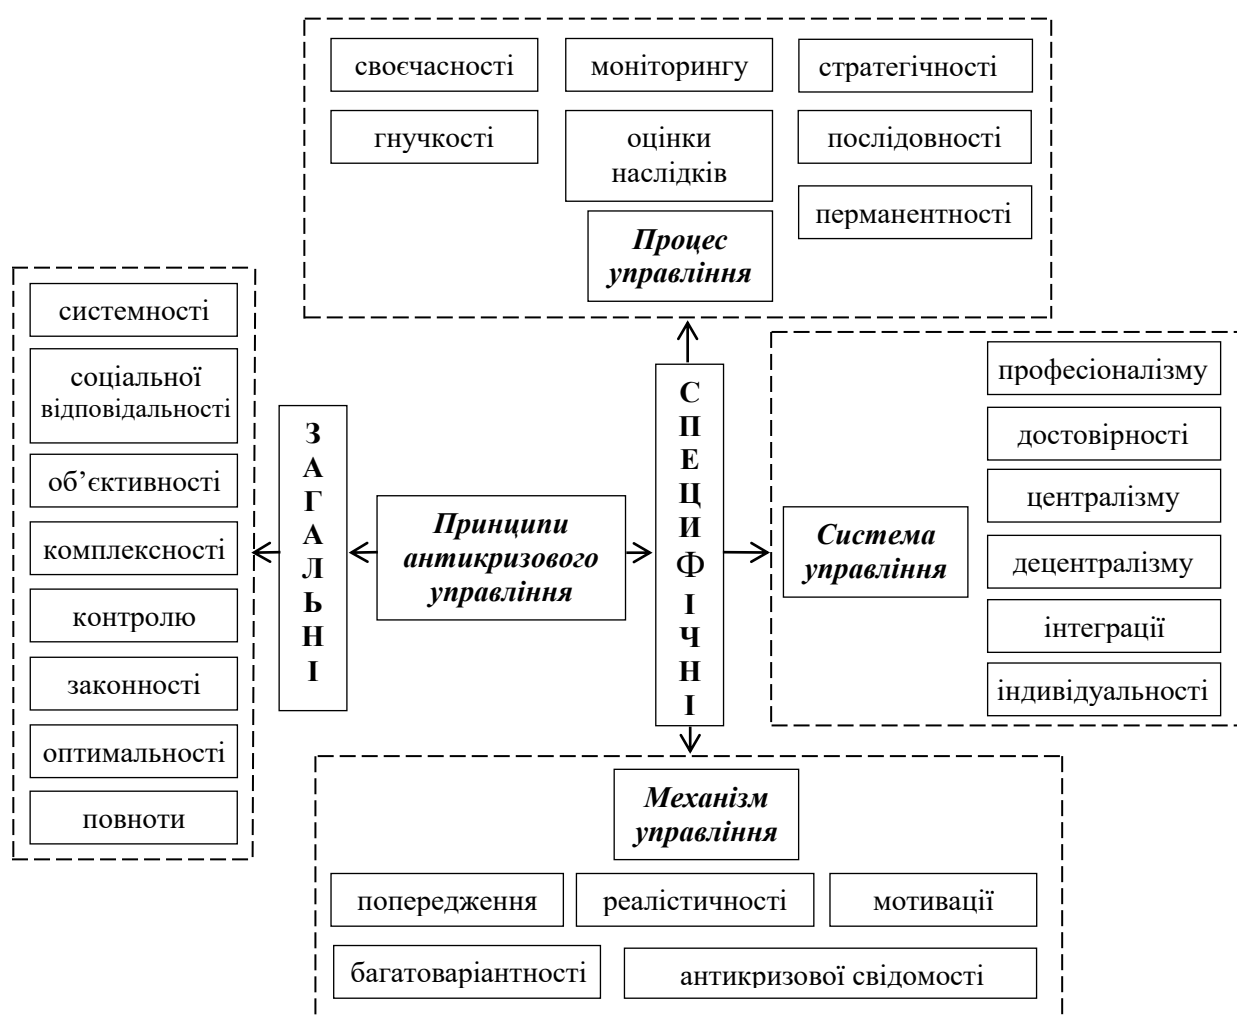 своєчасності
моніторингу
стратегічності
гнучкості
оцінки
наслідків
послідовності
перманентності
Процес
управління
системності
соціальної
відповідальності
об’єктивності
комплексності
контролю
законності
оптимальності
повноти
ЗАГАЛЬНІ
Принципи
антикризового
управління
СПЕЦИФІЧНІ
Система
управління
професіоналізму
достовірності
централізму
децентралізму
інтеграції
індивідуальності
Механізм
управління
попередження
реалістичності
мотивації
багатоваріантності
антикризової свідомості